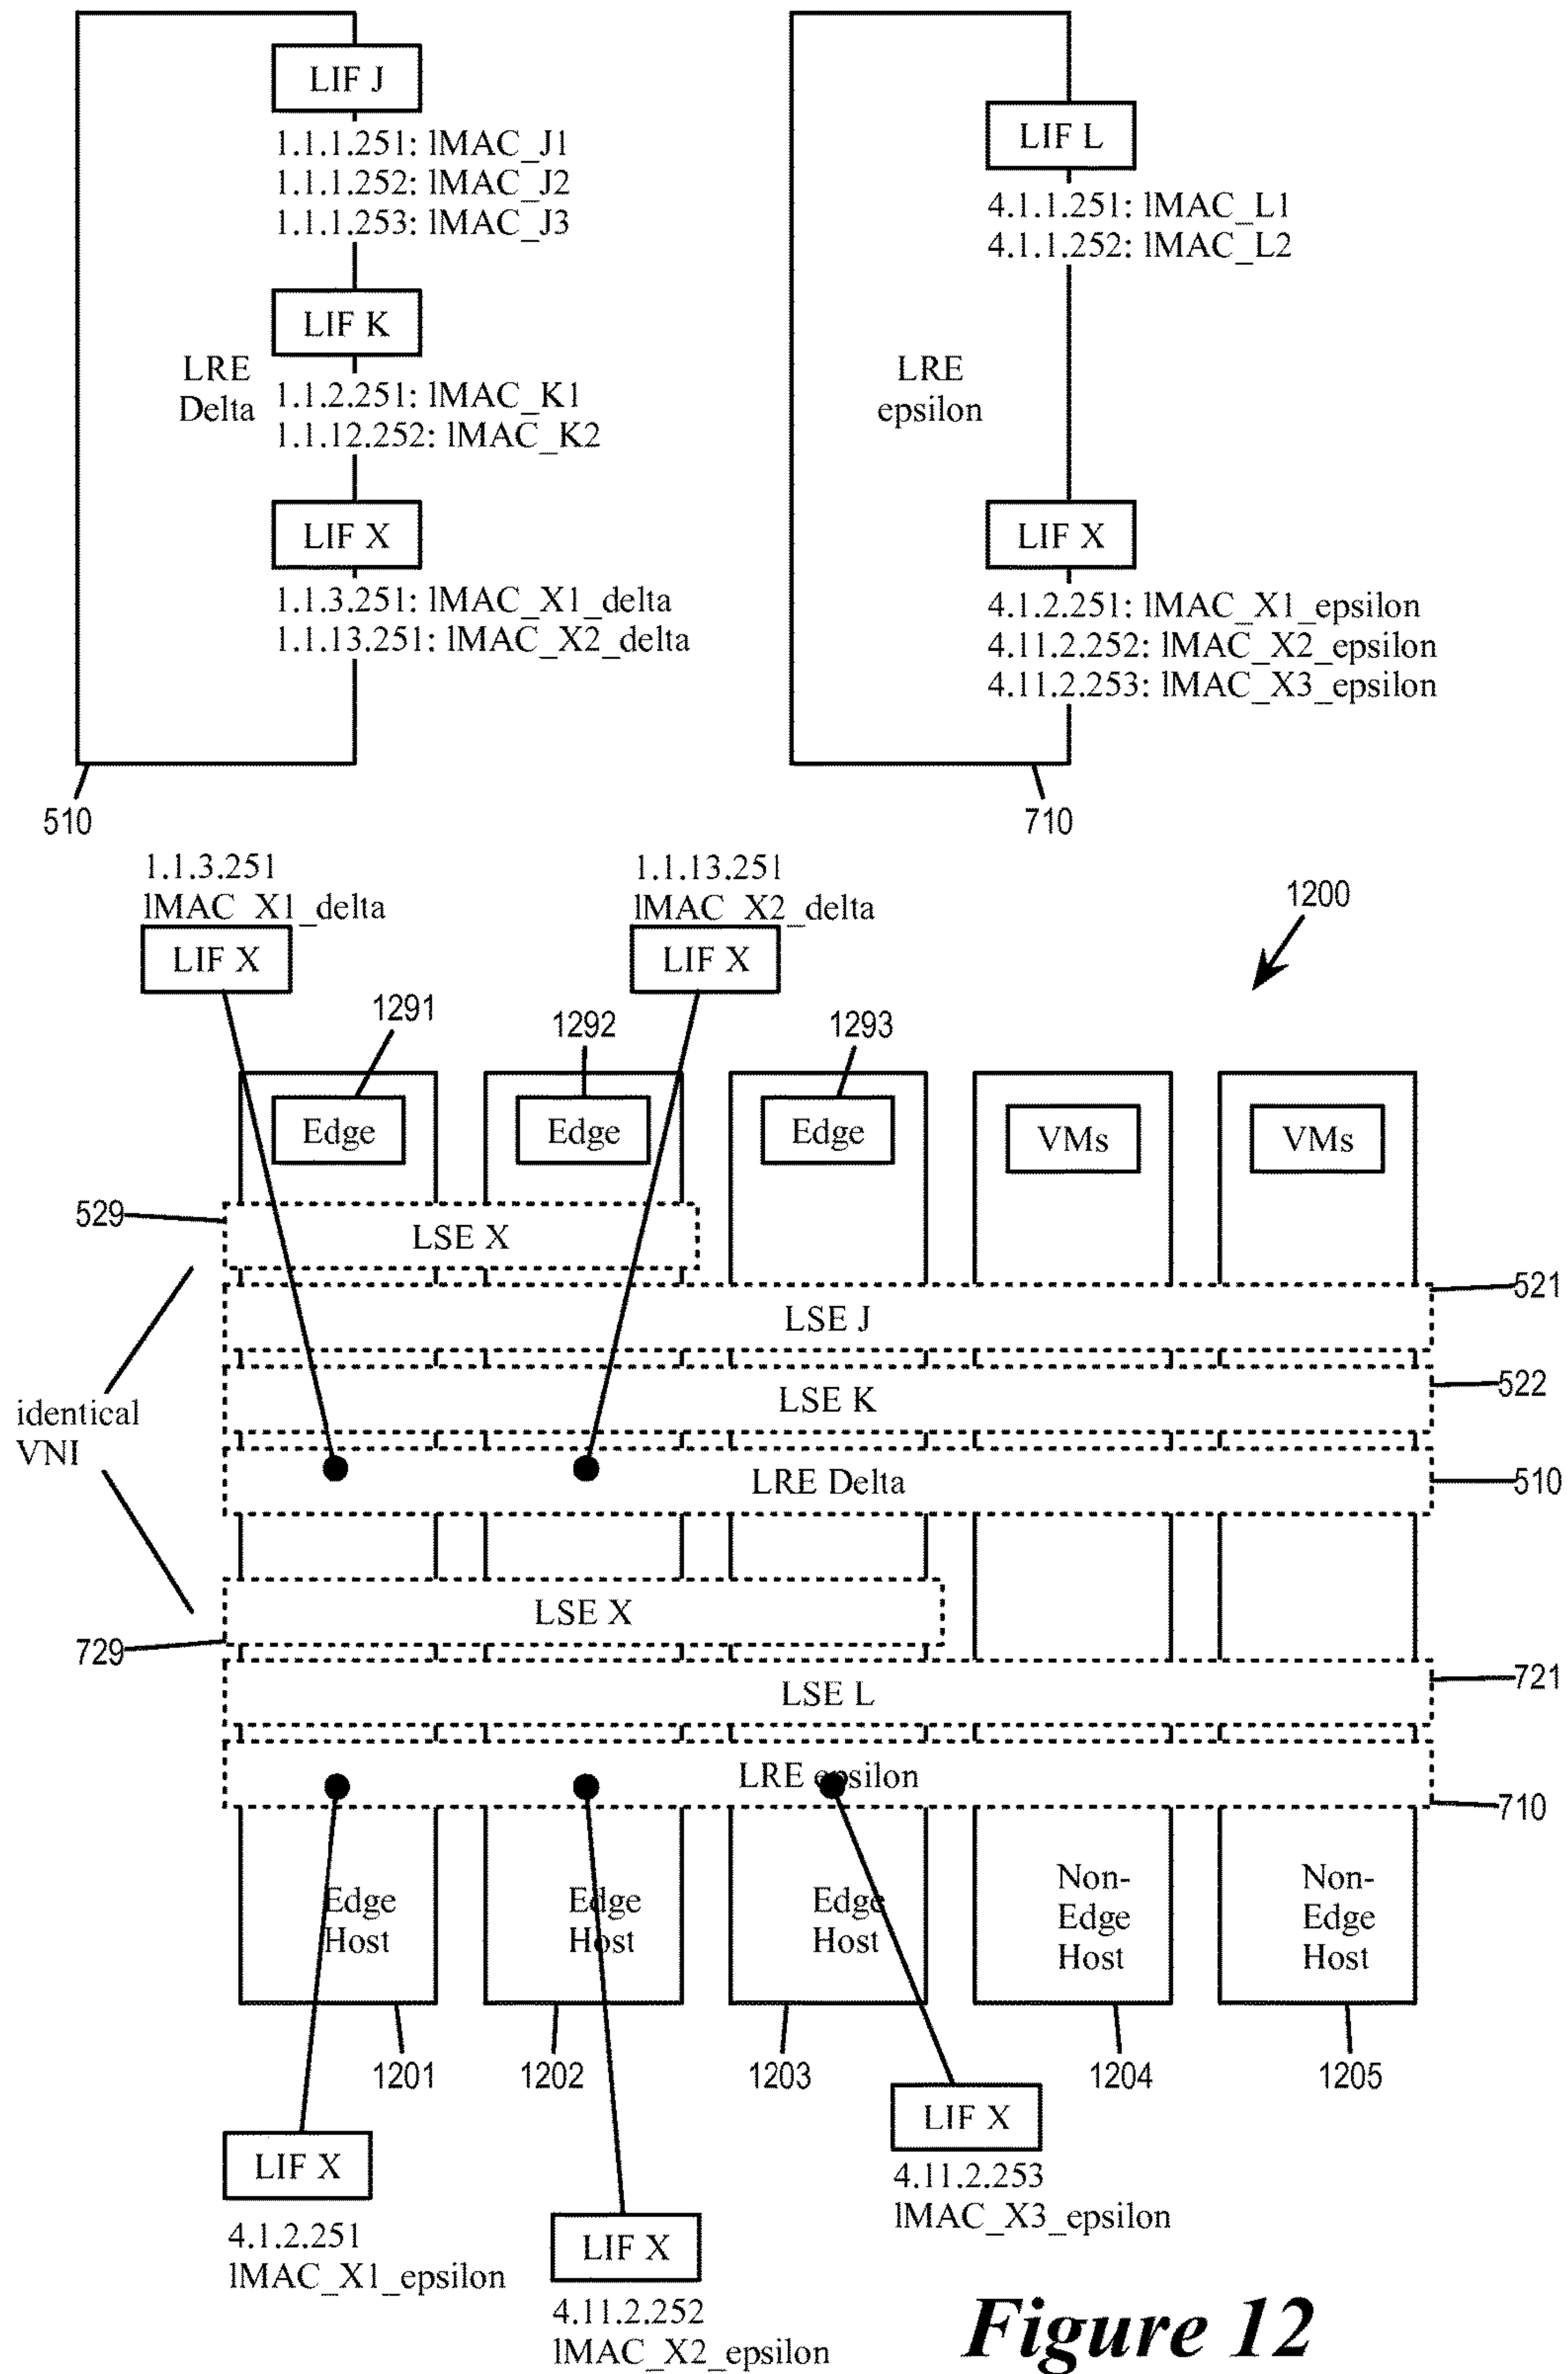 LIF J
1.1.1.251: lMAC_J1
1.1.1.252: lMAC_J2
1.1.1.253: lMAC_J3
LIF K
LRE
Delta
1.1.2.251: lMAC_K1
1.1.12.252: lMAC_K2
LIF X
1.1.3.251: lMAC_X1_delta
1.1.13.251: lMAC_X2_delta
510
LIF L
4.1.1.251: lMAC_L1
4.1.1.252: lMAC_L2
LRE
epsilon
LIF X
4.1.2.251: lMAC_X1_epsilon
4.11.2.252: lMAC_X2_epsilon
4.11.2.253: lMAC_X3_epsilon
710
1.1.3.251
lMAC_X1_delta
LIF X
1.1.13.251
lMAC_X2_delta
LIF X
1200
1291
1292
1293
Edge
Edge
Edge
VMs
VMs
529
LSE X
521
LSE J
522
LSE K
identical
VNI
LRE Delta
510
LSE X
729
721
LSE L
LRE epsilon
710
Edge
Host
Edge
Host
Edge
Host
Non-
Edge
Host
Non-
Edge
Host
1201
1202
1203
1204
1205
LIF X
4.1.2.251
lMAC_X1_epsilon
LIF X
4.11.2.252
lMAC_X2_epsilon
LIF X
4.11.2.253
lMAC_X3_epsilon
Figure 12